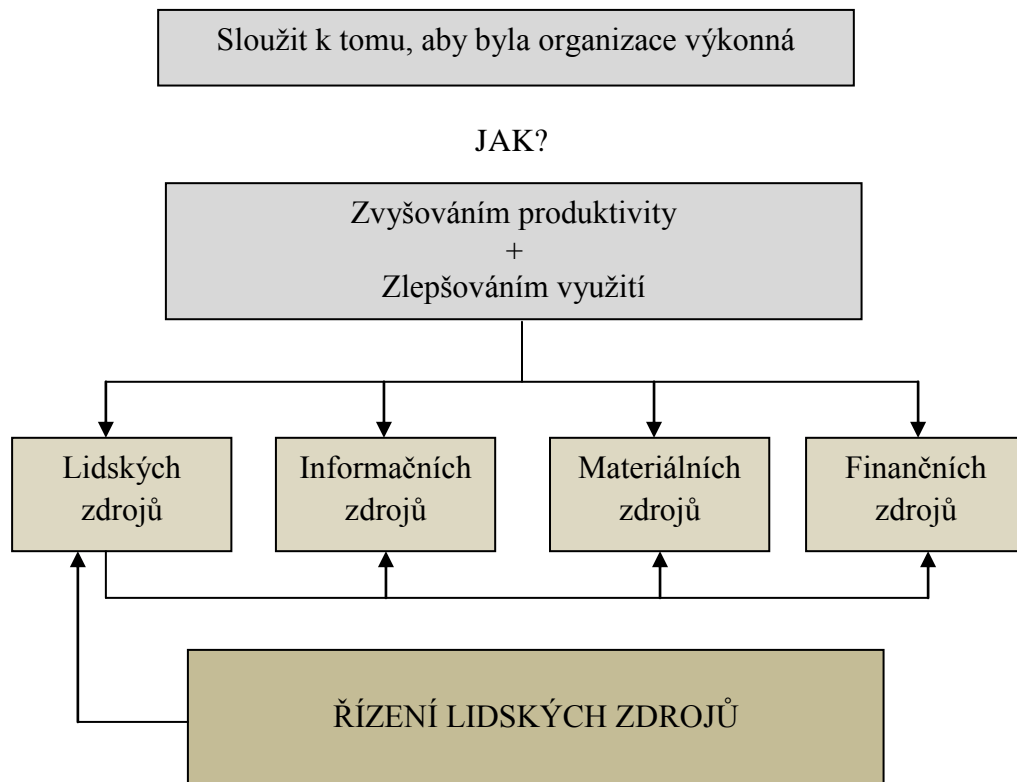 Sloužit k tomu, aby byla organizace výkonná
JAK?
Zvyšováním produktivity
+
Zlepšováním využití
Lidských
zdrojů
Informačních
zdrojů
Materiálních
zdrojů
Finančních
zdrojů
ŘÍZENÍ LIDSKÝCH ZDROJŮ